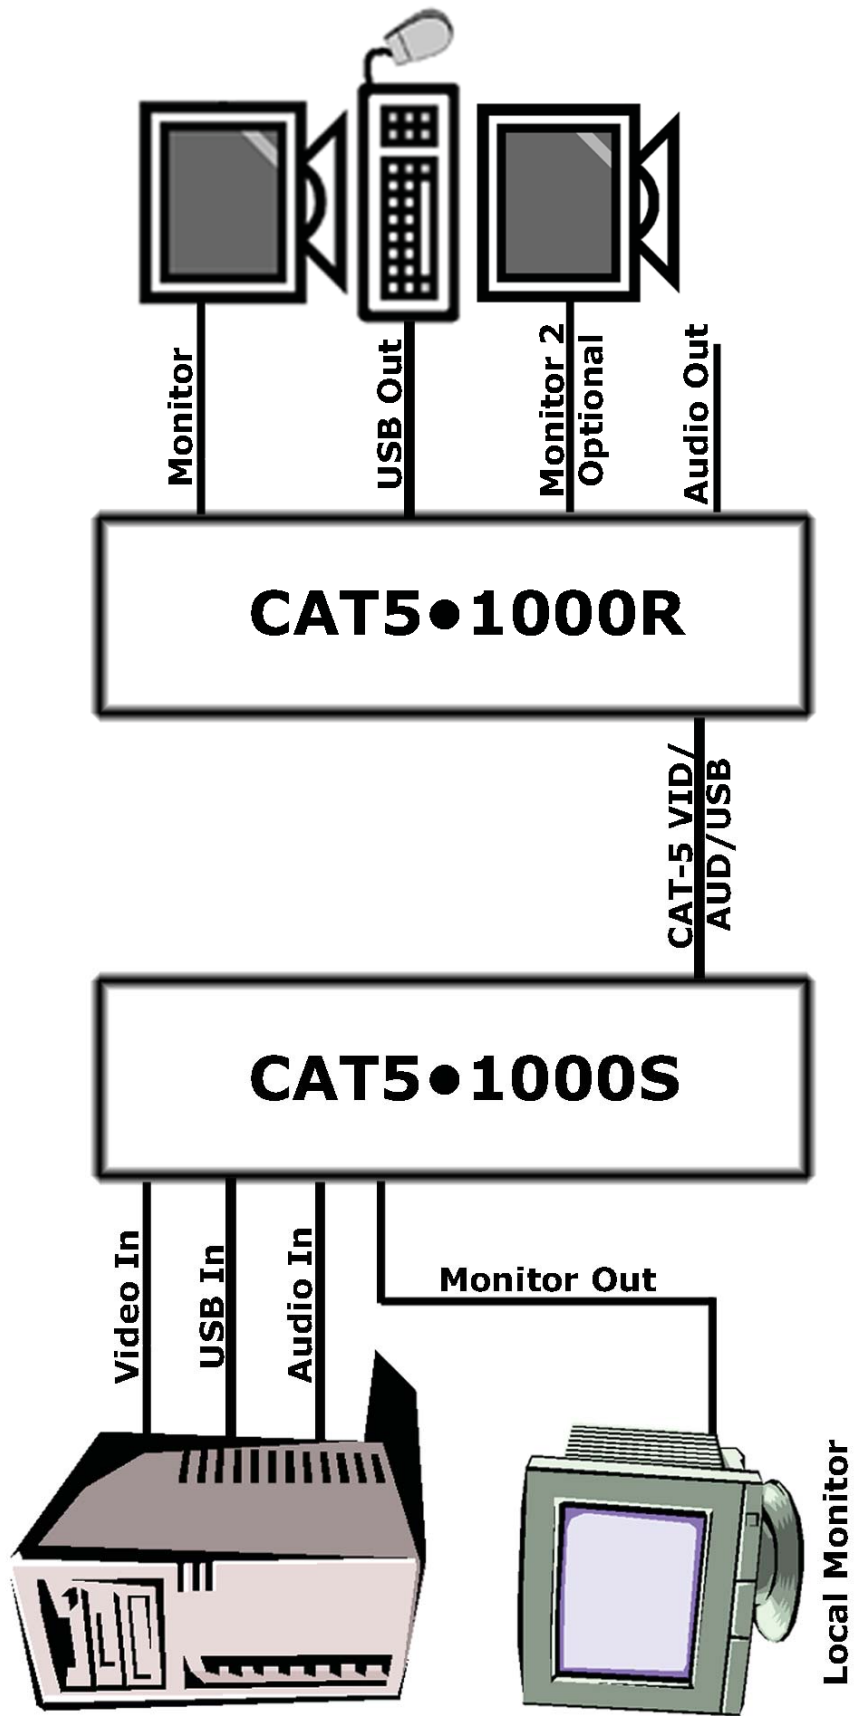 Monitor
USB Out
Monitor 2
Optional
Audio Out
CAT5•1000R
CAT-5 VID/
AUD/USB
CAT5•1000S
Video In
USB In
Audio In
Monitor Out
Local Monitor